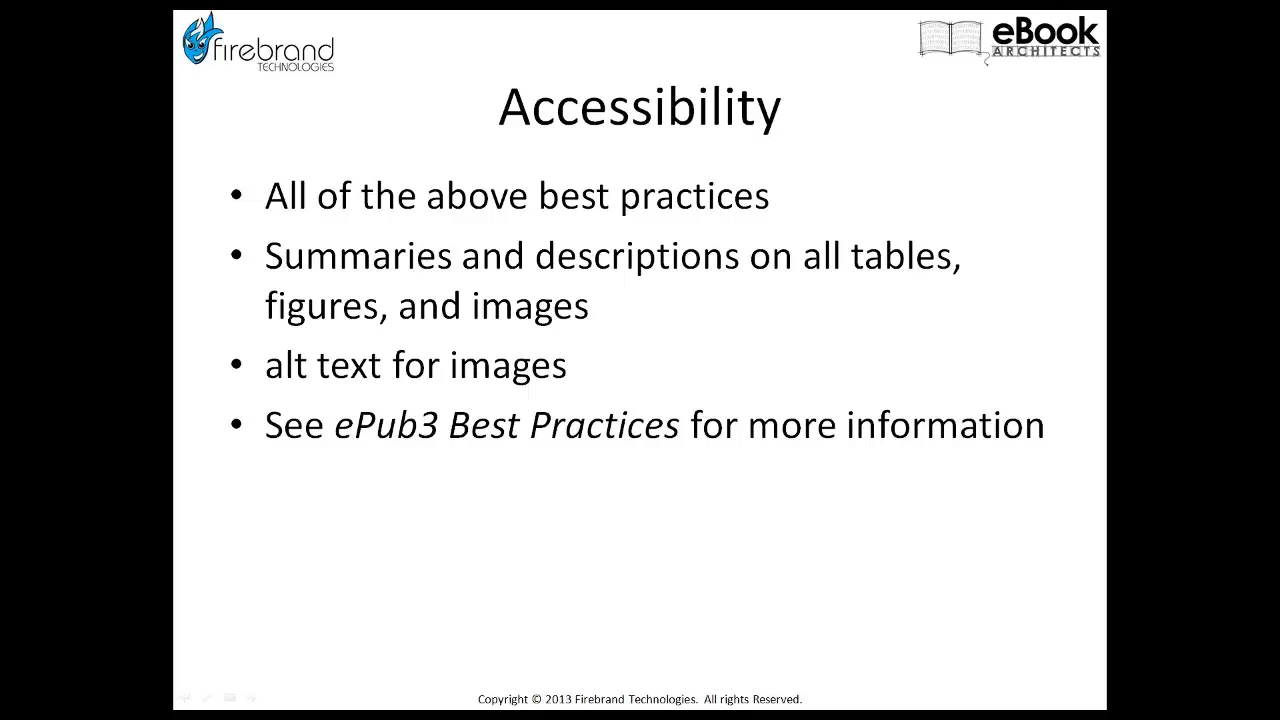 firebrand
TECHNOLOGIES
eBook
ARCHITECTS
Accessibility
• All of the above best practices
• Summaries and descriptions on all tables,
figures, and images
• alt text for images
• See ePub3 Best Practices for more information
Copyright © 2013 Firebrand Technologies. All rights Reserved.